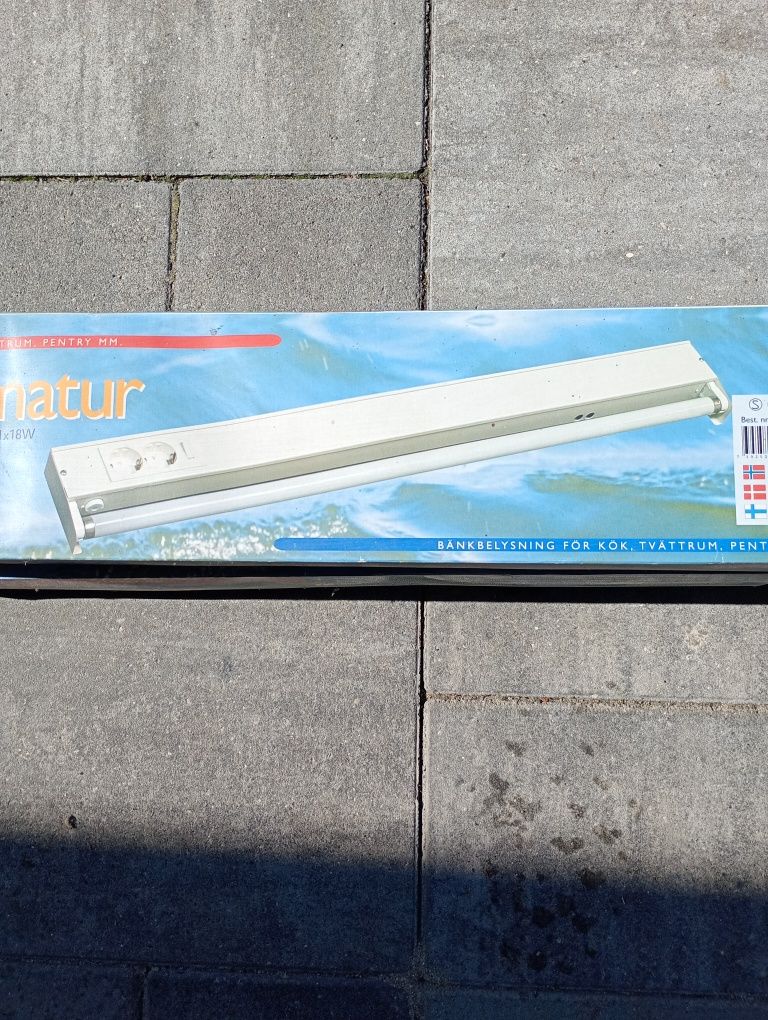 TRUM, PENTRY MM.
natur
1x18W
S
Best. nr
BÄNKBELYSNING FÖR KÖK, TVÄTTRUM, PENT